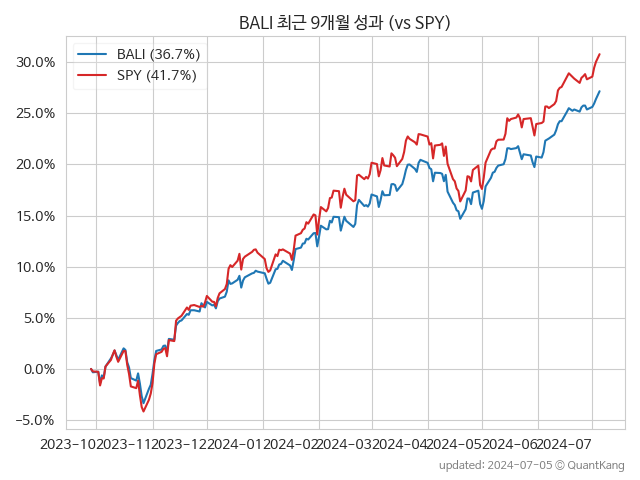 BALI 최근 9개월 성과 (vs SPY)
BALI (36.7%)
SPY (41.7%)
30.0%
25.0%
20.0%
15.0%
10.0%
5.0%
0.0%
−5.0%
2023-10 2023-11 2023-12 2024-01 2024-02 2024-03 2024-04 2024-05 2024-06 2024-07
updated: 2024-07-05 © QuantKang